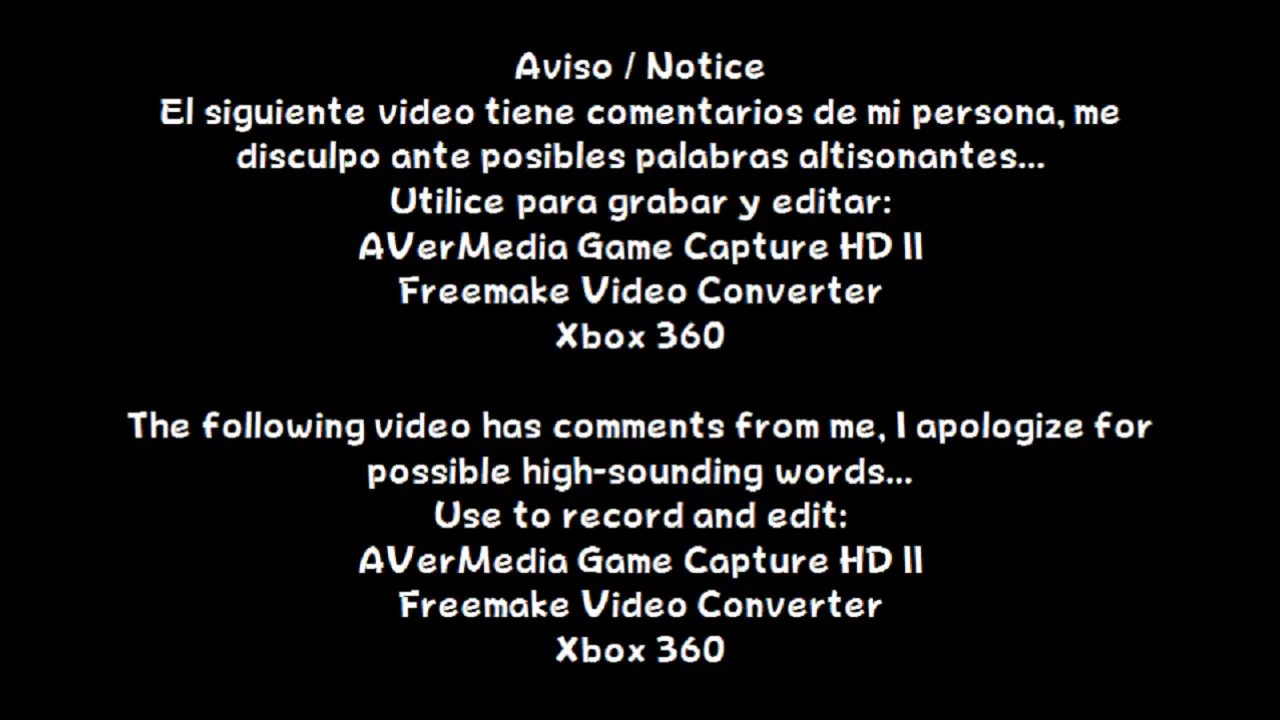 Aviso / Notice
El siguiente video tiene comentarios de mi persona, me
disculpo ante posibles palabras altisonantes...
Utilice para grabar y editar:
AVerMedia Game Capture HD II
Freemake Video Converter
Xbox 360
The following video has comments from me, I apologize for
possible high-sounding words...
Use to record and edit:
AVerMedia Game Capture HD II
Freemake Video Converter
Xbox 360